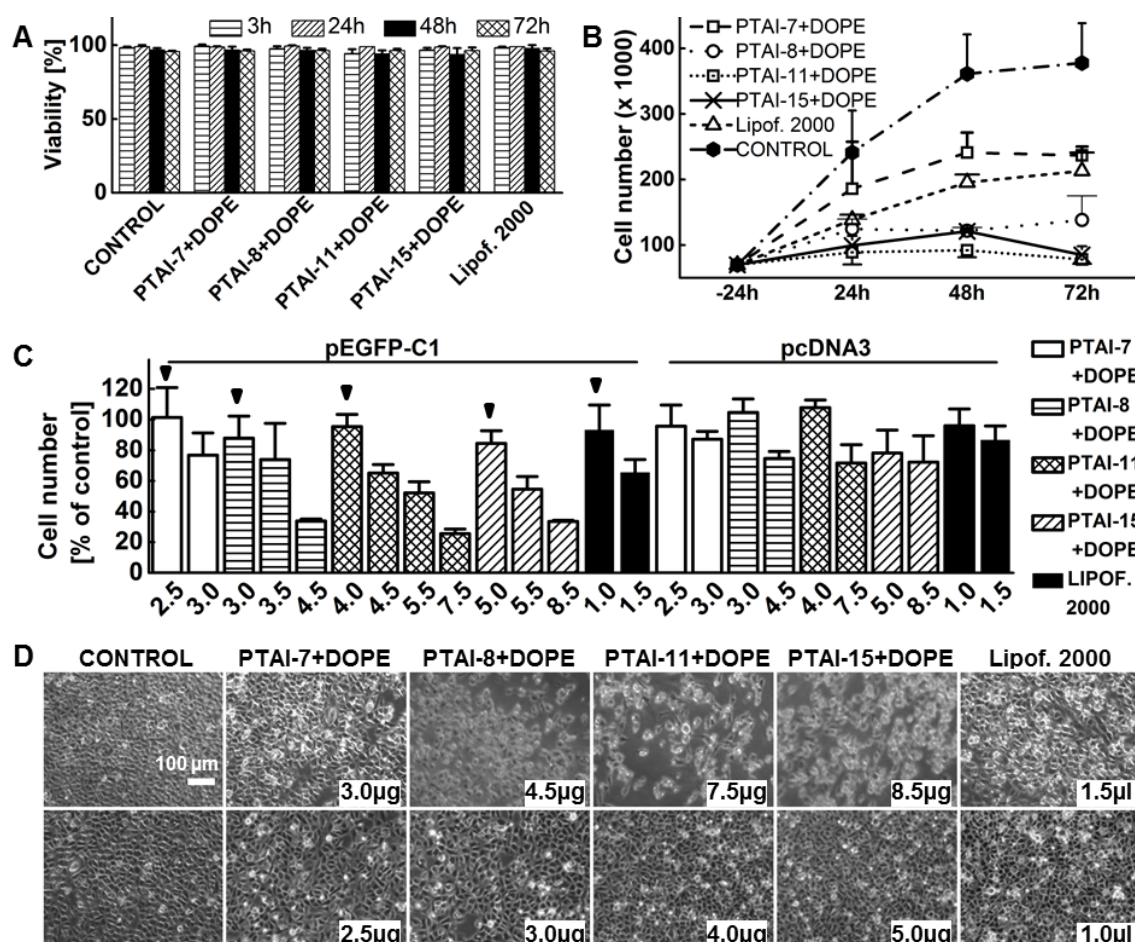 A
3h 24h 48h 72h
Viability [%]
100
50
0
CONTROL
PTAI-7+DOPE
PTAI-8+DOPE
PTAI-11+DOPE
PTAI-15+DOPE
Lipof. 2000
B
PTAI-7+DOPE
PTAI-8+DOPE
PTAI-11+DOPE
PTAI-15+DOPE
Lipof. 2000
CONTROL
Cell number (x 1000)
400
300
200
100
-24h 24h 48h 72h
C
pEGFP-C1 pcDNA3
Cell number
[% of control]
120
100
80
60
40
20
0
2.5 3.0 3.0 3.5 4.5 4.0 4.5 5.5 7.5 5.0 5.5 8.5 1.0 1.5 2.5 3.0 3.0 4.5 4.0 7.5 5.0 8.5 1.0 1.5
PTAI-7
+DOPE
PTAI-8
+DOPE
PTAI-11
+DOPE
PTAI-15
+DOPE
LIPOF.
2000
D
CONTROL PTAI-7+DOPE PTAI-8+DOPE PTAI-11+DOPE PTAI-15+DOPE Lipof. 2000
100 µm
3.0µg 4.5µg 7.5µg 8.5µg 1.5µl
2.5µg 3.0µg 4.0µg 5.0µg 1.0µl